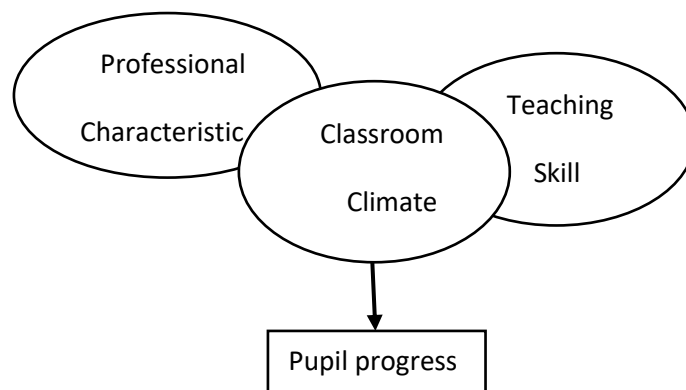 Professional
Characteristic
Classroom
Climate
Teaching
Skill
Pupil progress